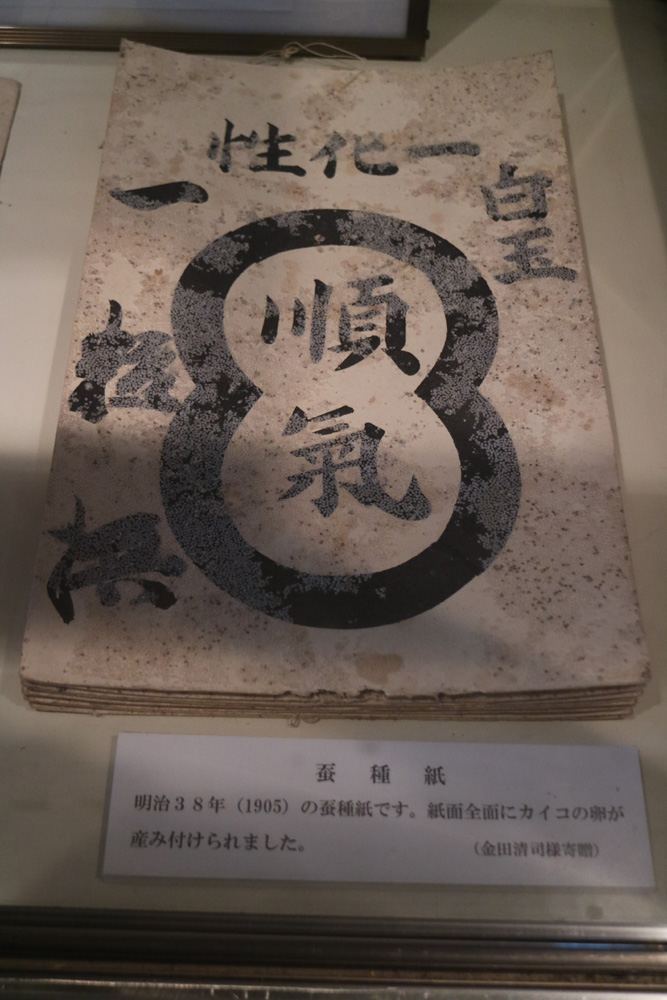 一化性
白玉
順
氣
一
蚕種紙
明治３８年（1905）の蚕種紙です。紙面全面にカイコの卵が
産み付けられました。（金田清司様寄贈）